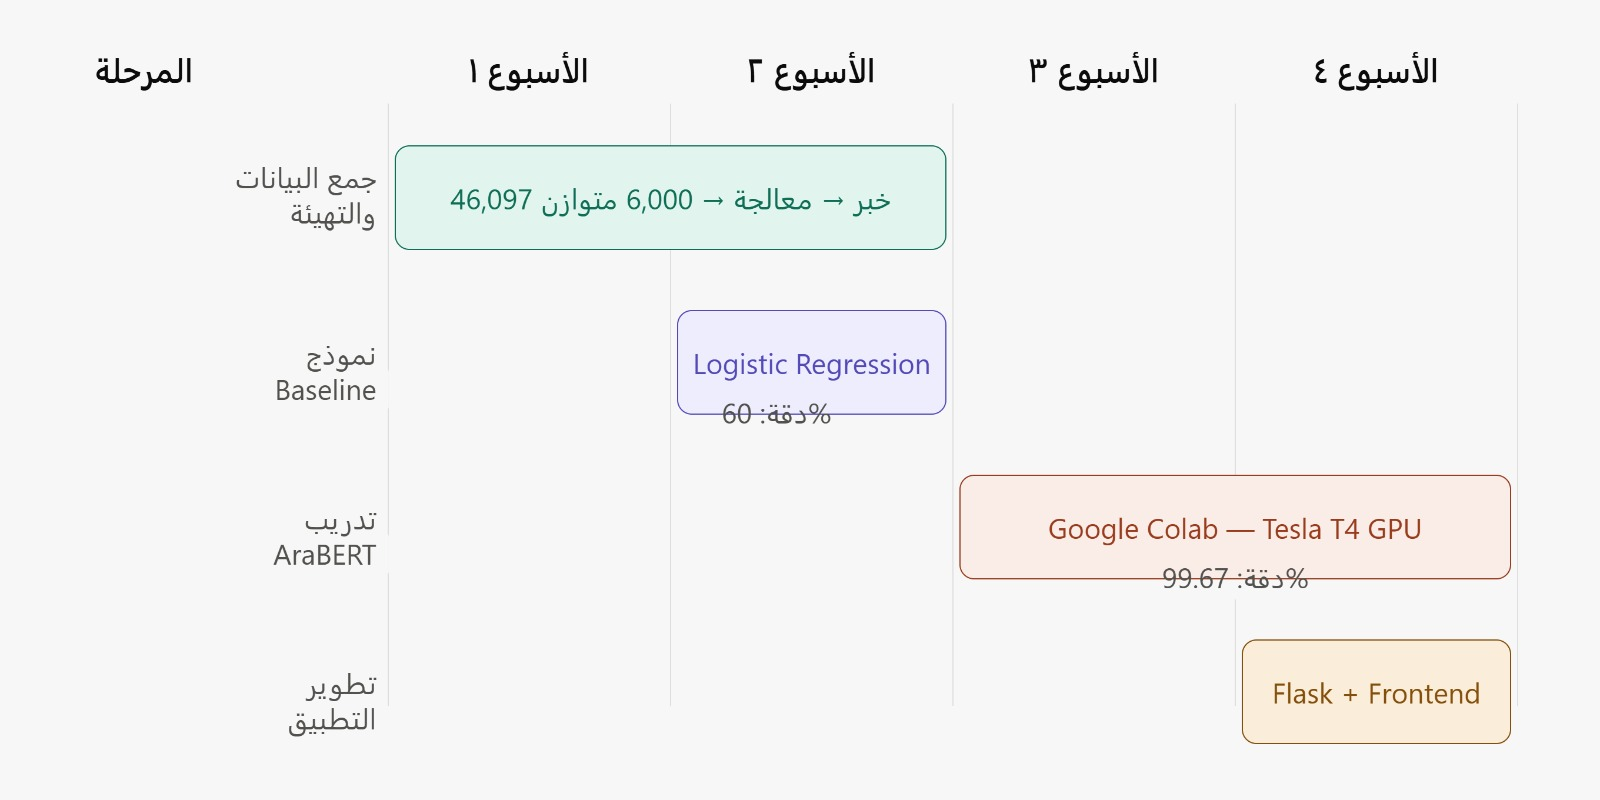 المرحلة
الأسبوع ١
الأسبوع ٢
الأسبوع ٣
الأسبوع ٤
جمع البيانات
والتهيئة
46,097 خبر → معالجة → 6,000 متوازن
نموذج
Baseline
Logistic Regression
دقة: 60%
تدريب
AraBERT
Google Colab — Tesla T4 GPU
دقة: 99.67%
تطوير
التطبيق
Flask + Frontend